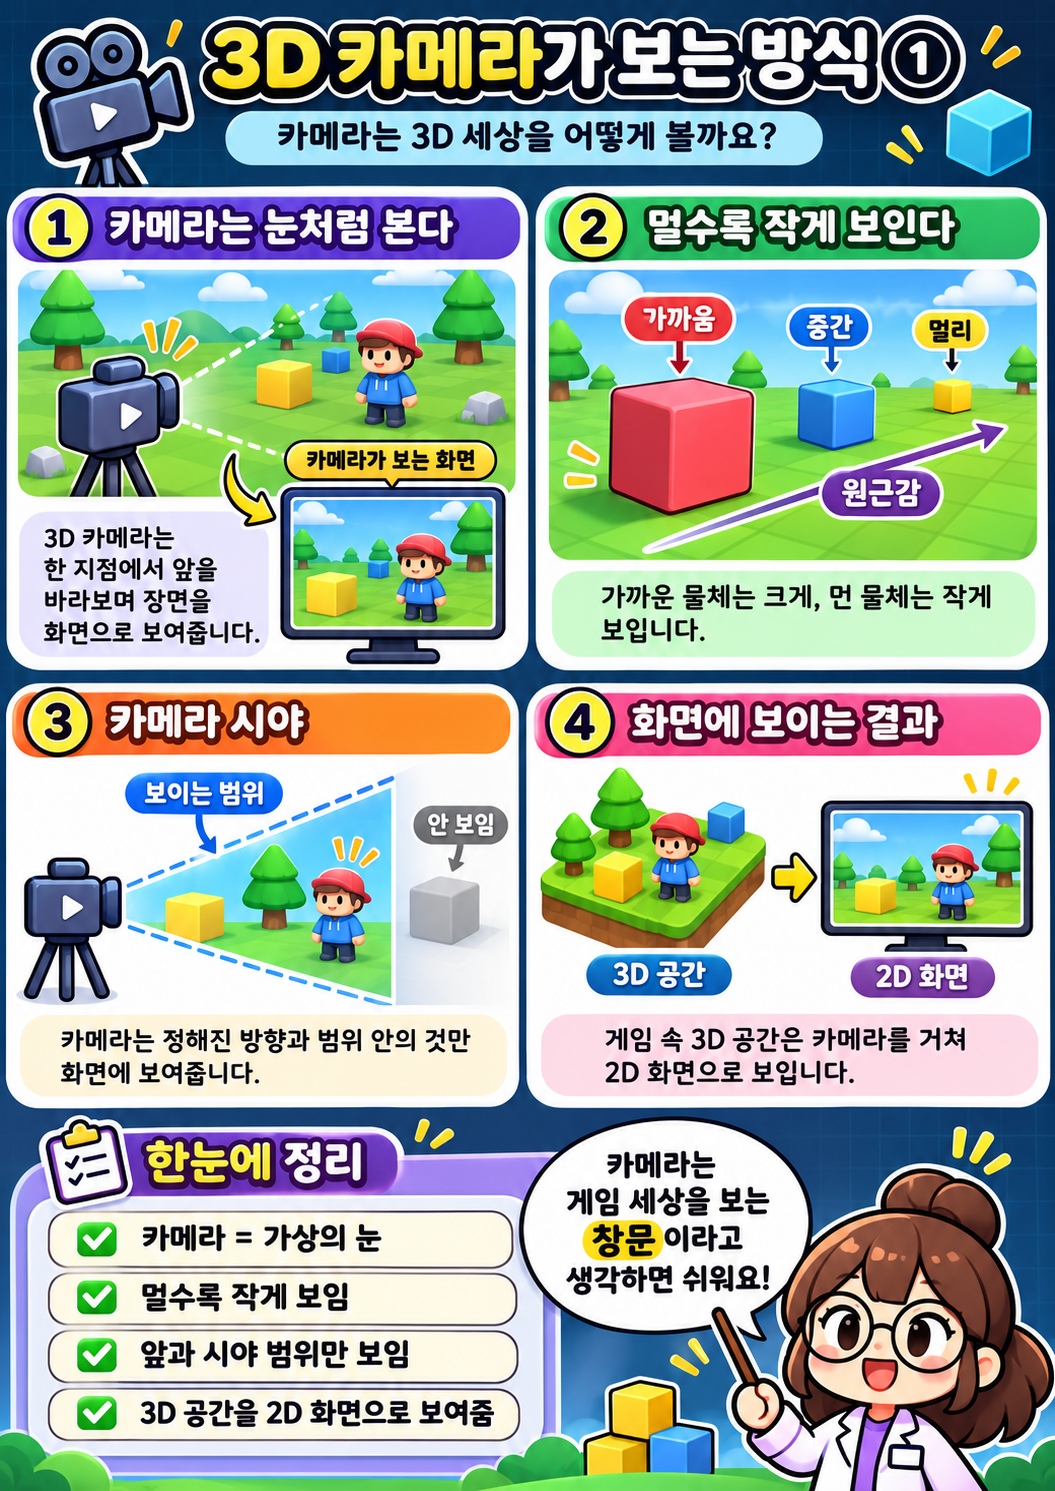 3D 카메라가 보는 방식 ①
카메라는 3D 세상을 어떻게 볼까요?
1 카메라는 눈처럼 본다
카메라가 보는 화면
3D 카메라는
한 지점에서 앞을
바라보며 장면을
화면으로 보여줍니다.
2 멀수록 작게 보인다
가까움
중간
멀리
원근감
가까운 물체는 크게, 먼 물체는 작게
보입니다.
3 카메라 시야
보이는 범위
안 보임
카메라는 정해진 방향과 범위 안의 것만
화면에 보여줍니다.
4 화면에 보이는 결과
3D 공간
2D 화면
게임 속 3D 공간은 카메라를 거쳐
2D 화면으로 보입니다.
한눈에 정리
카메라 = 가상의 눈
멀수록 작게 보임
앞과 시야 범위만 보임
3D 공간을 2D 화면으로 보여줌
카메라는
게임 세상을 보는
창문이라고
생각하면 쉬워요!